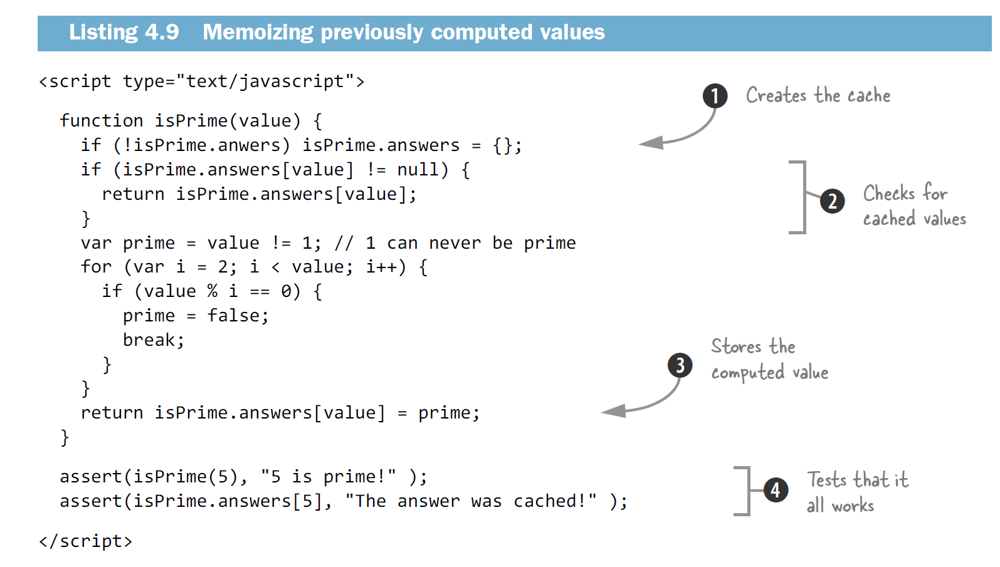 Listing 4.9 Memoizing previously computed values
<script type="text/javascript">
1 Creates the cache
function isPrime(value) {
if (!isPrime.anwers) isPrime.answers = {};
if (isPrime.answers[value] != null) {
return isPrime.answers[value];
}
2 Checks for
cached values
var prime = value != 1; // 1 can never be prime
for (var i = 2; i < value; i++) {
if (value % i == 0) {
prime = false;
break;
}
}
3 Stores the
computed value
return isPrime.answers[value] = prime;
}
assert(isPrime(5), "5 is prime!" );
assert(isPrime.answers[5], "The answer was cached!" );
4 Tests that it
all works
</script>